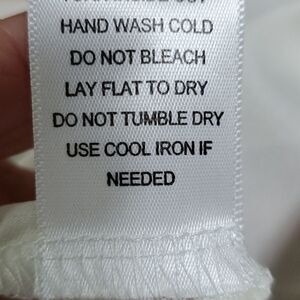 HAND WASH COLD
DO NOT BLEACH
LAY FLAT TO DRY
DO NOT TUMBLE DRY
USE COOL IRON IF
NEEDED